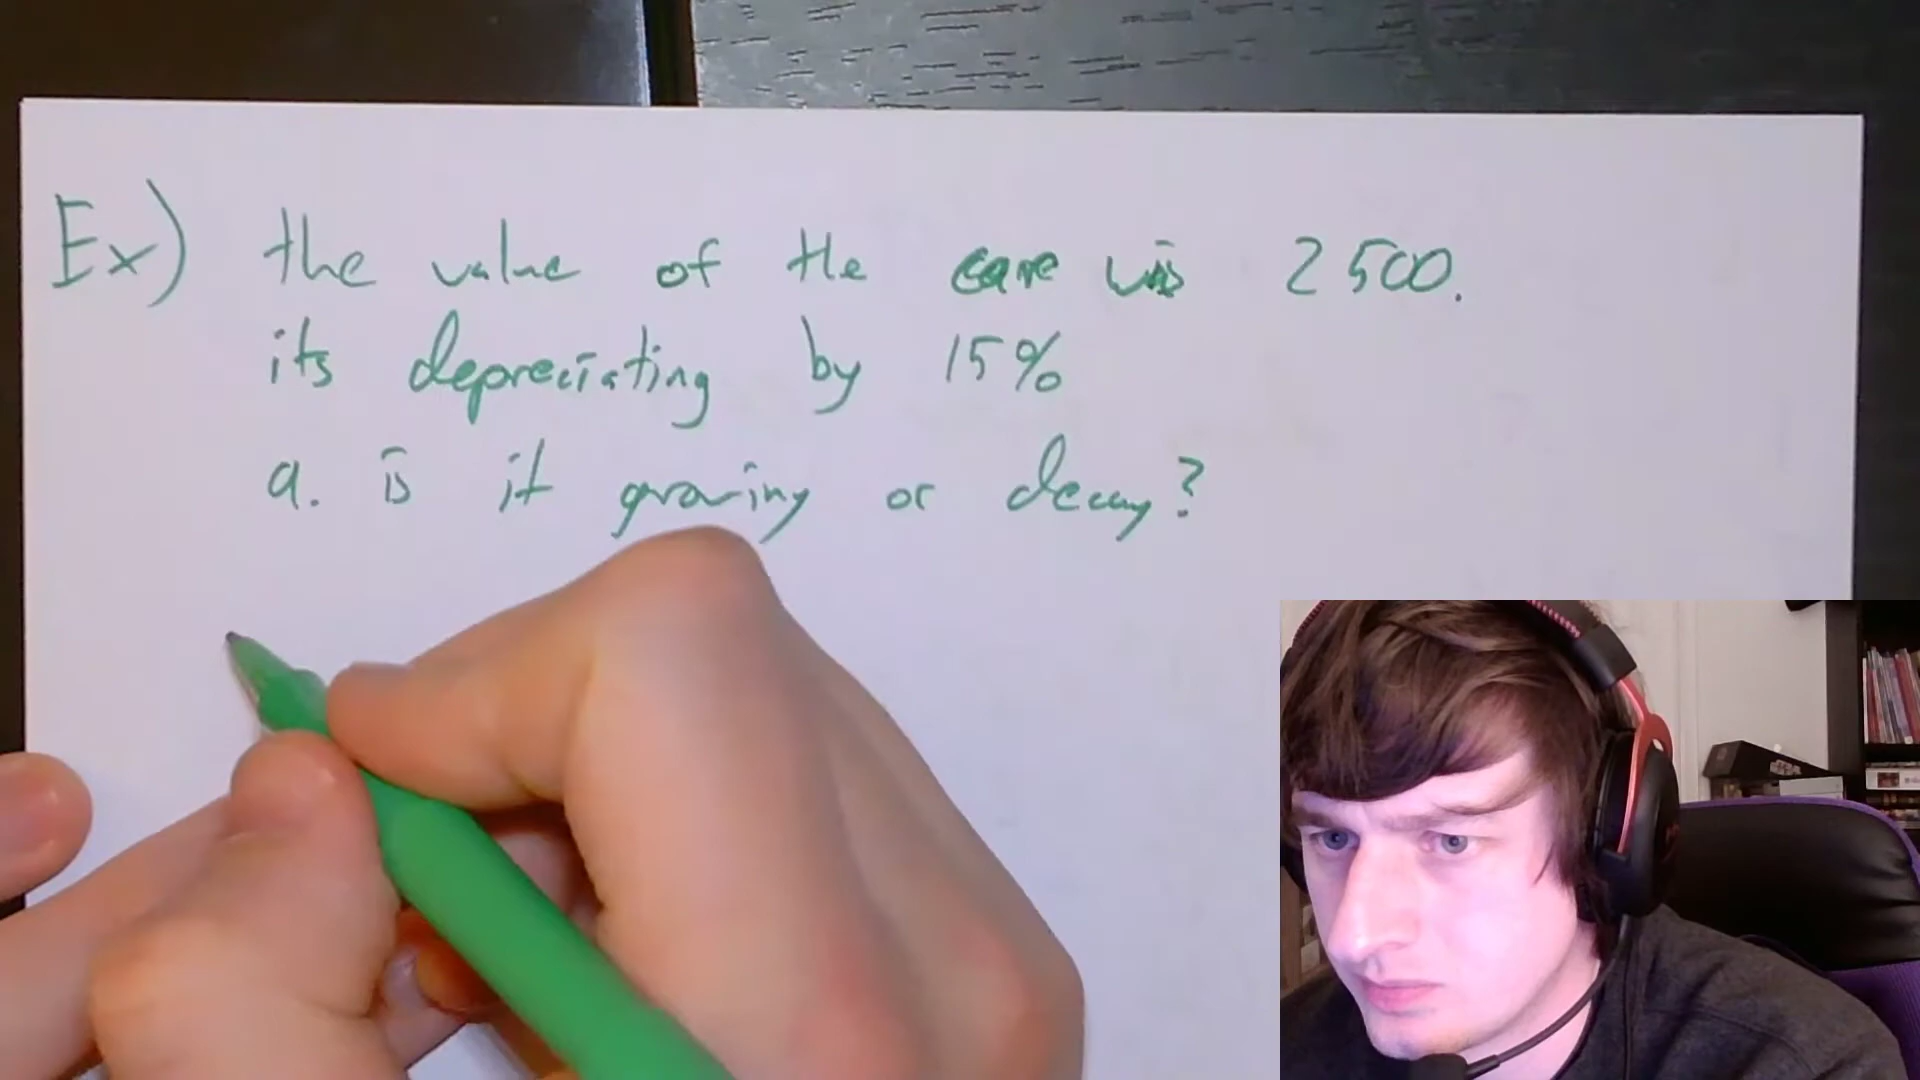 Ex) the value of the care was 2500.
its depreciating by 15%
a. is it growing or decay?